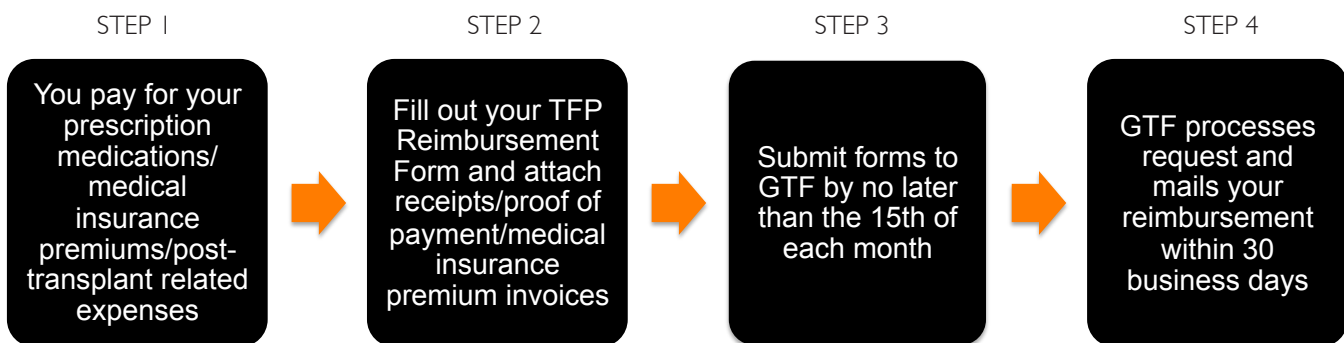 STEP 1
You pay for your
prescription
medications/
medical
insurance
premiums/post-
transplant related
expenses
STEP 2
Fill out your TFP
Reimbursement
Form and attach
receipts/proof of
payment/medical
insurance
premium invoices
STEP 3
Submit forms to
GTF by no later
than the 15th of
each month
STEP 4
GTF processes
request and
mails your
reimbursement
within 30
business days